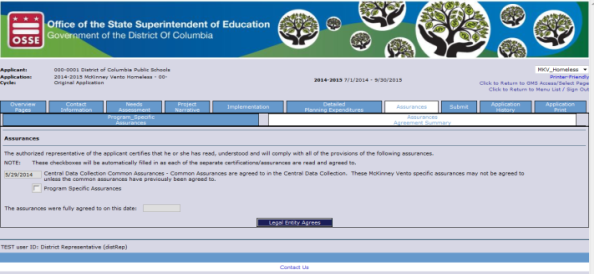 Office of the State Superintendent of Education
Government of the District Of Columbia
OSSE
Applicant: 000-0001 District of Columbia Public Schools
Application: 2014-2015 McKinney Vento Homeless - 00-
Cycle: Original Application
2014-2015 7/1/2014 - 9/30/2015
MKV_Homeless
Printer-Friendly
Click to Return to GMS Access/Select Page
Click to Return to Menu List / Sign Out
Overview Pages
Contact Information
Needs Assessment
Project Narrative
Implementation
Detailed Planning Expenditures
Assurances
Submit
Application History
Application Print
Program_Specific Assurances
Assurances Agreement Summary
Assurances
The authorized representative of the applicant certifies that he or she has read, understood and will comply with all of the provisions of the following assurances.
NOTE: These checkboxes will be automatically filled in as each of the separate certifications/assurances are read and agreed to.
5/29/2014 Central Data Collection Common Assurances - Common Assurances are agreed to in the Central Data Collection. These McKinney Vento specific assurances may not be agreed to
unless the common assurances have previously been agreed to.
Program Specific Assurances
The assurances were fully agreed to on this date:
Legal Entity Agrees
TEST user ID: District Representative (distRep)
Contact Us